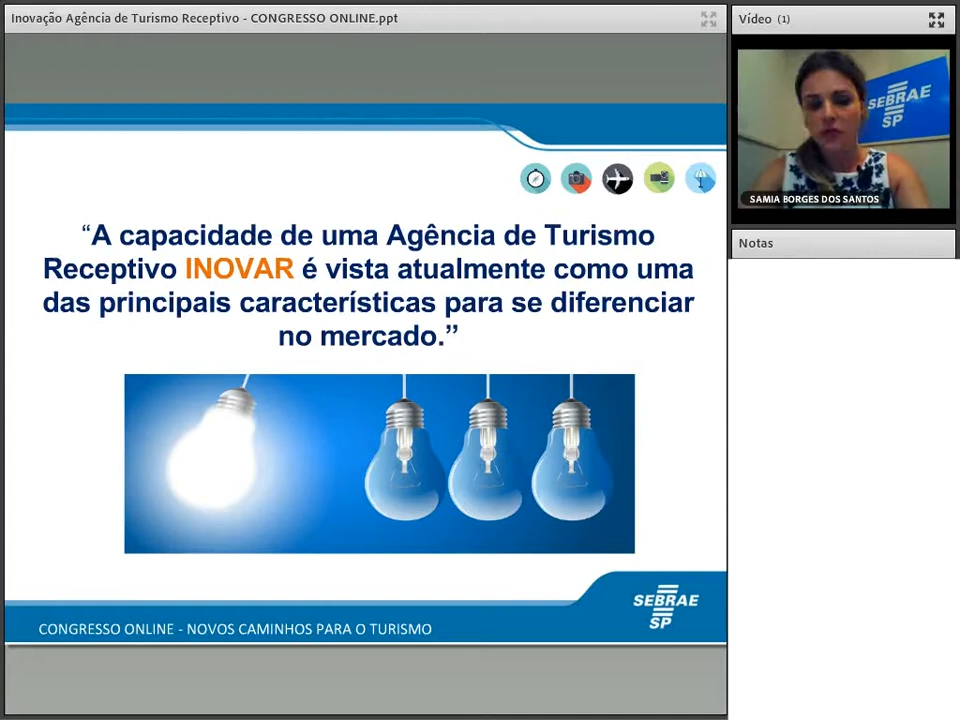 Inovação Agência de Turismo Receptivo - CONGRESSO ONLINE.ppt
Vídeo (1)
SEBRAE
SP
SAMIA BORGES DOS SANTOS
Notas
“A capacidade de uma Agência de Turismo
Receptivo INOVAR é vista atualmente como uma
das principais características para se diferenciar
no mercado.”
SEBRAE
SP
CONGRESSO ONLINE - NOVOS CAMINHOS PARA O TURISMO